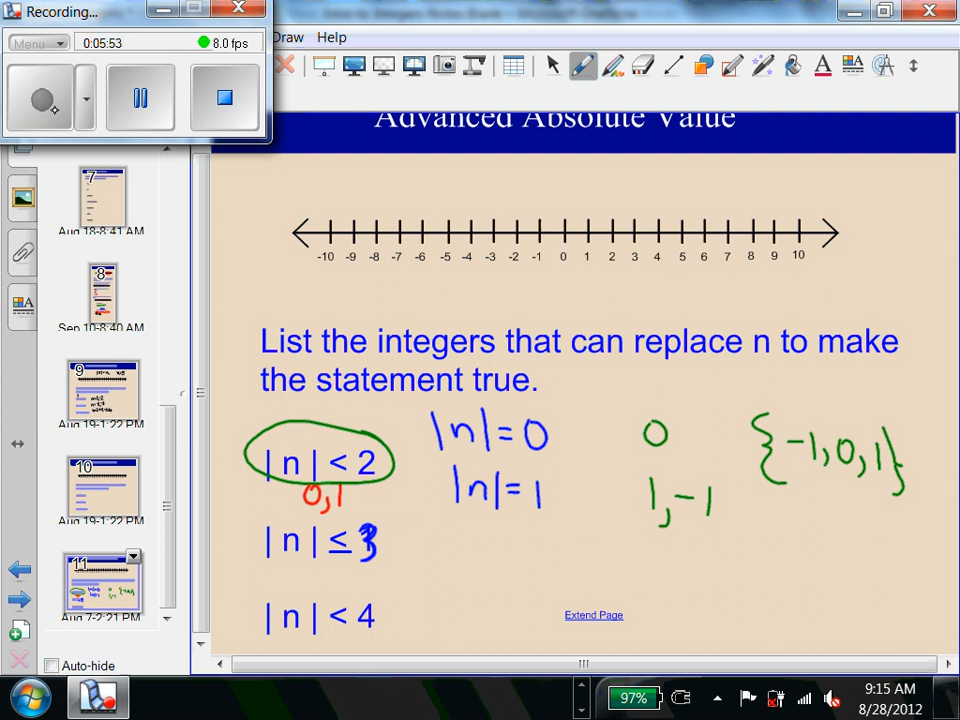 Recording...
Menu 0:05:53 8.0 fps
Draw Help
Advanced Absolute Value
7
Aug 18-8:41 AM
8
Sep 10-8:40 AM
9
Aug 19-1:22 PM
10
Aug 19-1:22 PM
11
Aug 7-2:21 PM
Auto-hide
-10 -9 -8 -7 -6 -5 -4 -3 -2 -1 0 1 2 3 4 5 6 7 8 9 10
List the integers that can replace n to make
the statement true.
|n|=0 0 {-1,0,1}
| n | < 2
0,1
|n|=1 1,-1
| n | ≤ 3
| n | < 4
Extend Page
97%
9:15 AM
8/28/2012